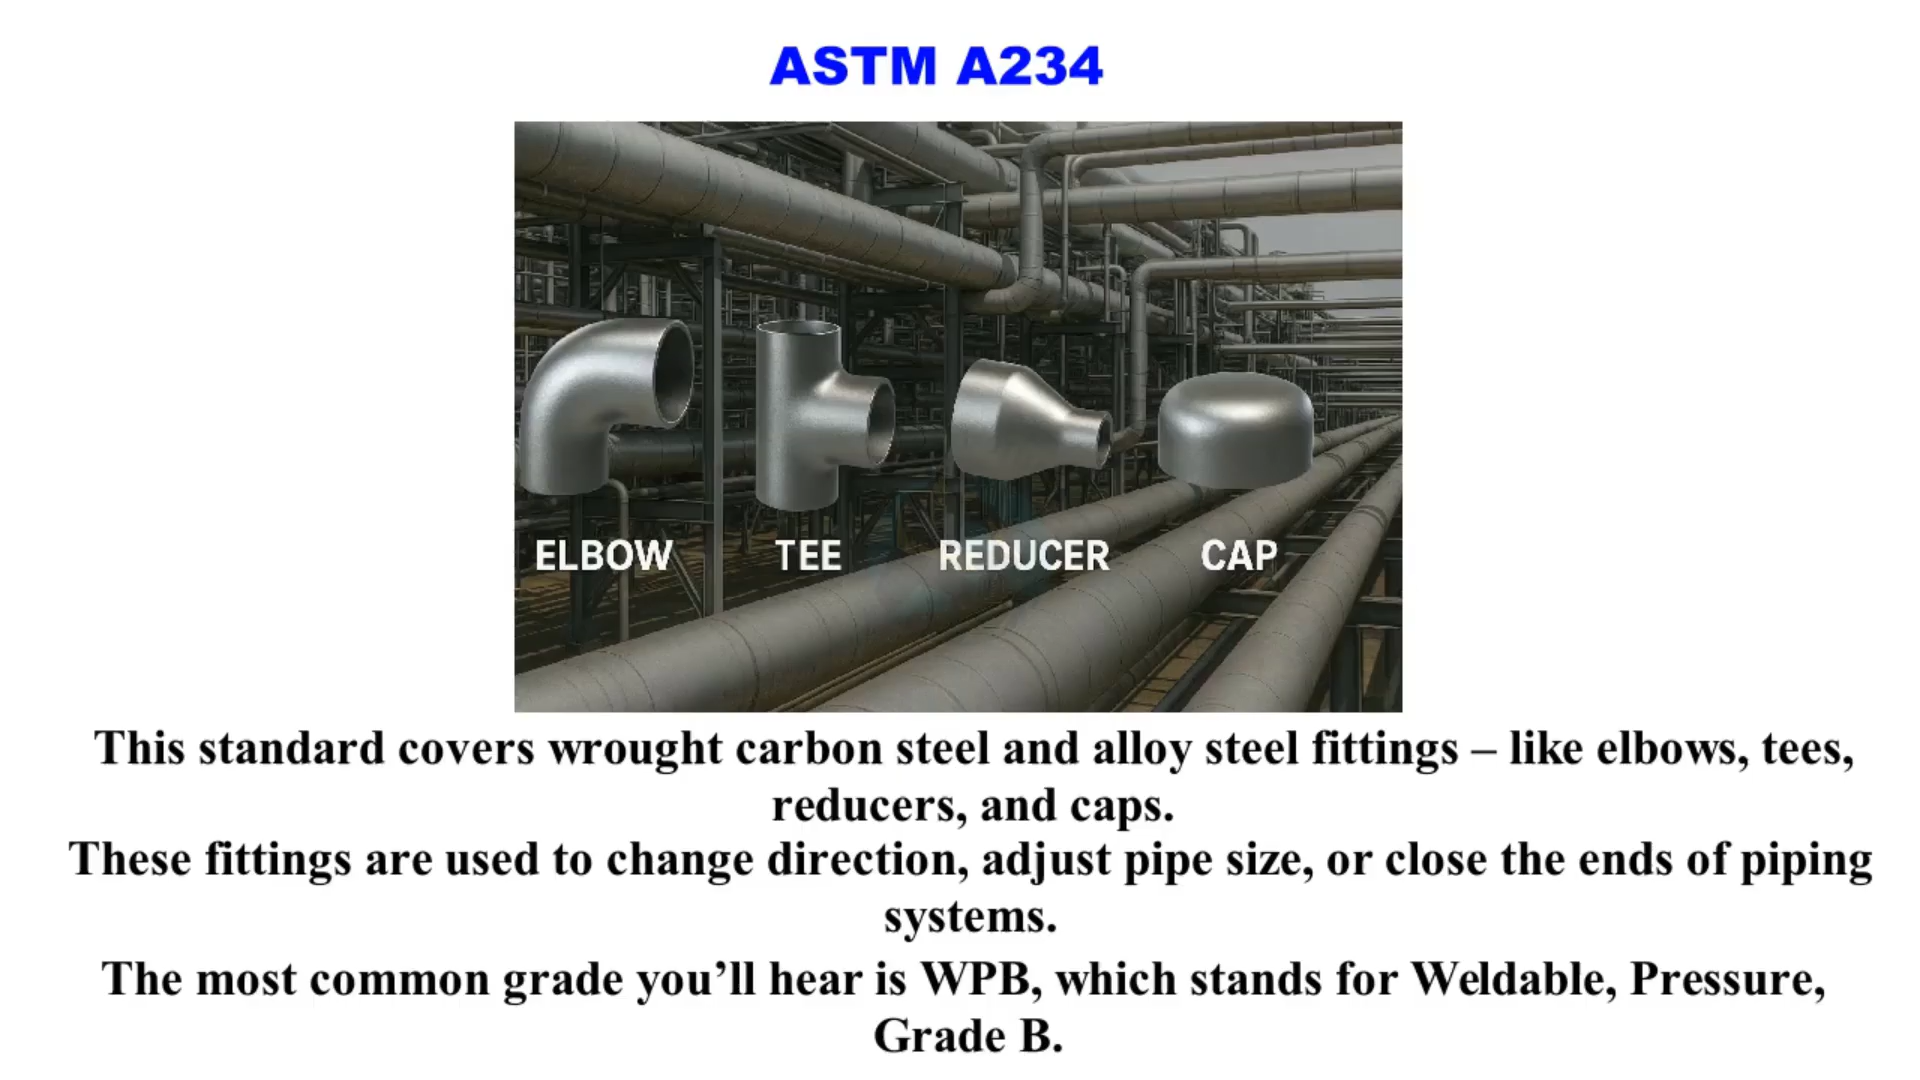 ASTM A234
ELBOW TEE REDUCER CAP
This standard covers wrought carbon steel and alloy steel fittings – like elbows, tees,
reducers, and caps.
These fittings are used to change direction, adjust pipe size, or close the ends of piping
systems.
The most common grade you’ll hear is WPB, which stands for Weldable, Pressure,
Grade B.